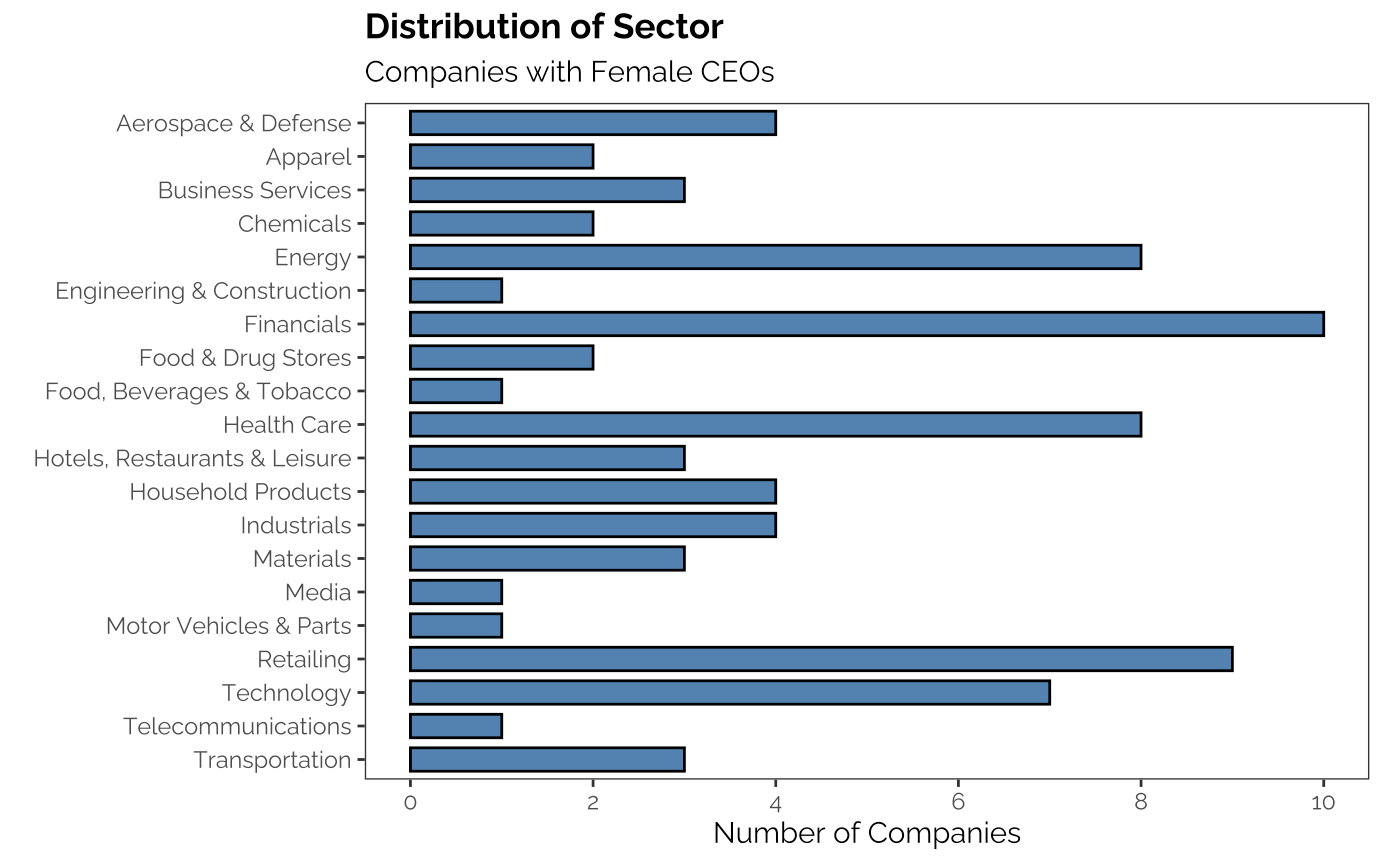 Distribution of Sector
Companies with Female CEOs
Aerospace & Defense
Apparel
Business Services
Chemicals
Energy
Engineering & Construction
Financials
Food & Drug Stores
Food, Beverages & Tobacco
Health Care
Hotels, Restaurants & Leisure
Household Products
Industrials
Materials
Media
Motor Vehicles & Parts
Retailing
Technology
Telecommunications
Transportation
0 2 4 6 8 10
Number of Companies